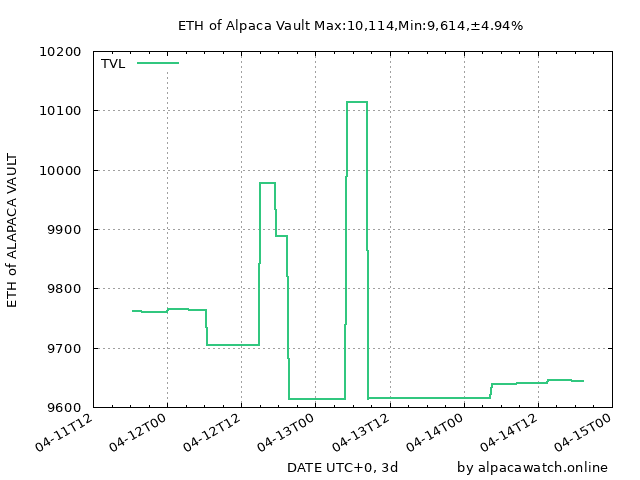 ETH of Alpaca Vault Max:10,114,Min:9,614,±4.94%
TVL
10200
10100
10000
9900
9800
9700
9600
ETH of ALAPACA VAULT
04-11T12
04-12T00
04-12T12
04-13T00
04-13T12
04-14T00
04-14T12
04-15T00
DATE UTC+0, 3d
by alpacawatch.online